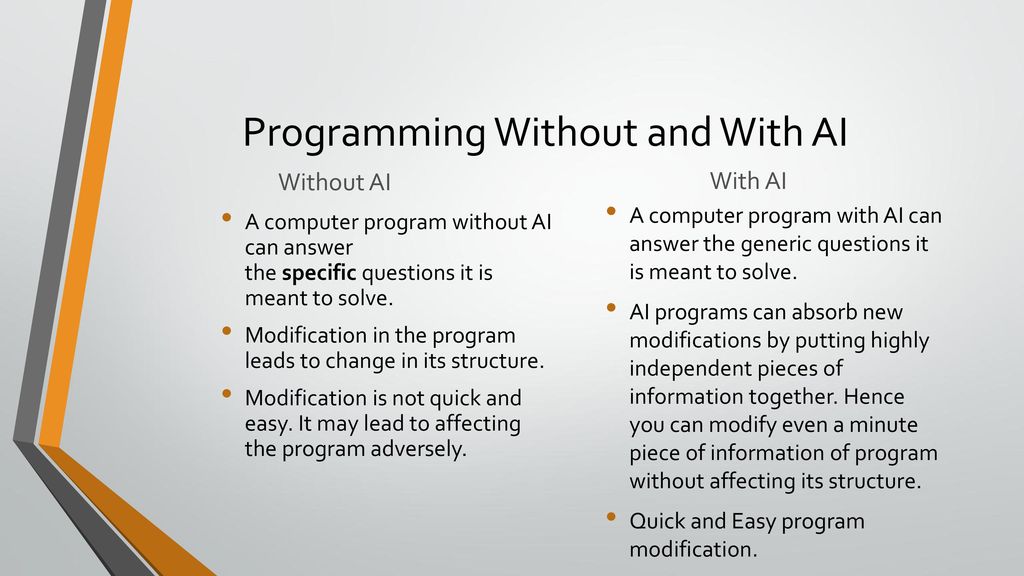 Programming Without and With AI
Without AI
• A computer program without AI
can answer
the specific questions it is
meant to solve.
• Modification in the program
leads to change in its structure.
• Modification is not quick and
easy. It may lead to affecting
the program adversely.
With AI
• A computer program with AI can
answer the generic questions it
is meant to solve.
• AI programs can absorb new
modifications by putting highly
independent pieces of
information together. Hence
you can modify even a minute
piece of information of program
without affecting its structure.
• Quick and Easy program
modification.